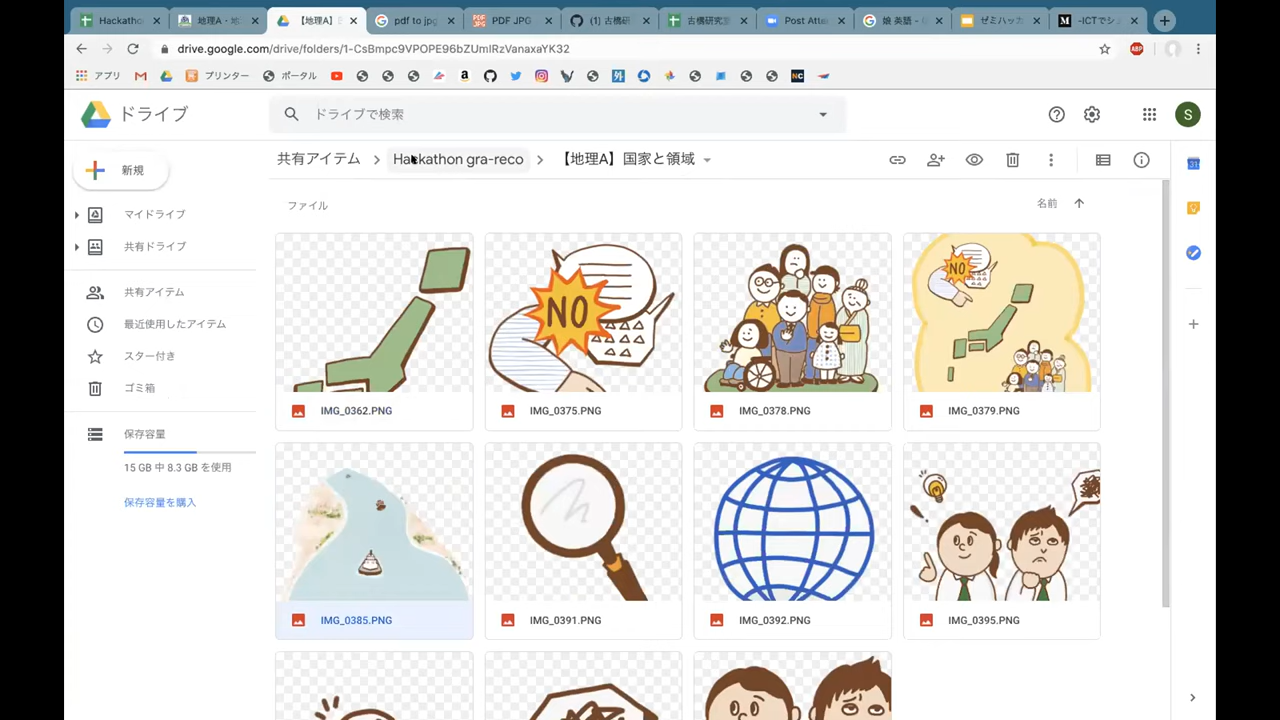 Hackathon
地理A・地
【地理A】
pdf to jpg
PDF JPG
(1) 古橋研
古橋研究
Post Atte
娘 英語 -
ゼミハッカ
-ICTでシ
drive.google.com/drive/folders/1-CsBmpc9VPOPE96bZUmIRzVanaxaYK32
ABP
アプリ
プリンター
ポータル
外
NC
ドライブ
ドライブで検索
S
新規
共有アイテム > Hackathon gra-reco > 【地理A】国家と領域
31
マイドライブ
共有ドライブ
共有アイテム
最近使用したアイテム
スター付き
ゴミ箱
保存容量
15 GB 中 8.3 GB を使用
保存容量を購入
ファイル
名前
NO
NO
IMG_0362.PNG
IMG_0375.PNG
IMG_0378.PNG
IMG_0379.PNG
IMG_0385.PNG
IMG_0391.PNG
IMG_0392.PNG
IMG_0395.PNG